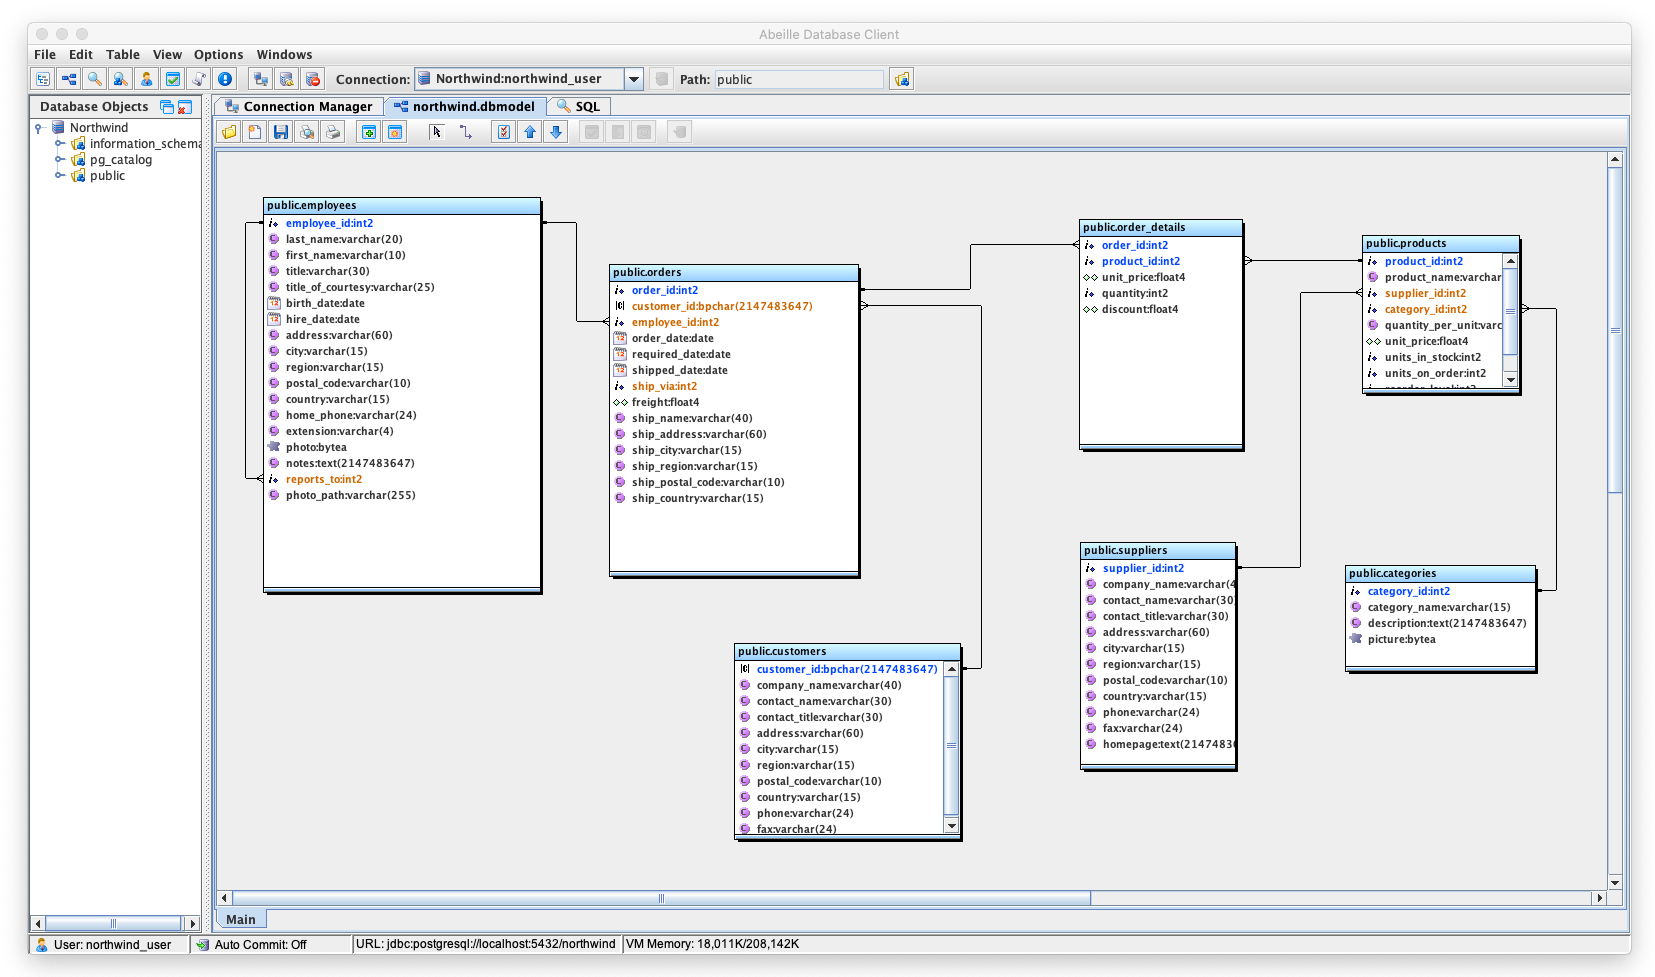 Abeille Database Client
File Edit Table View Options Windows
Connection: Northwind:northwind_user Path: public
Database Objects
Northwind
information_schema
pg_catalog
public
Connection Manager northwind.dbmodel SQL
public.employees
employee_id:int2
last_name:varchar(20)
first_name:varchar(10)
title:varchar(30)
title_of_courtesy:varchar(25)
birth_date:date
hire_date:date
address:varchar(60)
city:varchar(15)
region:varchar(15)
postal_code:varchar(10)
country:varchar(15)
home_phone:varchar(24)
extension:varchar(4)
photo:bytea
notes:text(2147483647)
reports_to:int2
photo_path:varchar(255)
public.orders
order_id:int2
customer_id:bpchar(2147483647)
employee_id:int2
order_date:date
required_date:date
shipped_date:date
ship_via:int2
freight:float4
ship_name:varchar(40)
ship_address:varchar(60)
ship_city:varchar(15)
ship_region:varchar(15)
ship_postal_code:varchar(10)
ship_country:varchar(15)
public.order_details
order_id:int2
product_id:int2
unit_price:float4
quantity:int2
discount:float4
public.products
product_id:int2
product_name:varchar
supplier_id:int2
category_id:int2
quantity_per_unit:varc
unit_price:float4
units_in_stock:int2
units_on_order:int2
reorder_level:int2
public.customers
customer_id:bpchar(2147483647)
company_name:varchar(40)
contact_name:varchar(30)
contact_title:varchar(30)
address:varchar(60)
city:varchar(15)
region:varchar(15)
postal_code:varchar(10)
country:varchar(15)
phone:varchar(24)
fax:varchar(24)
public.suppliers
supplier_id:int2
company_name:varchar(4
contact_name:varchar(30)
contact_title:varchar(30)
address:varchar(60)
city:varchar(15)
region:varchar(15)
postal_code:varchar(10)
country:varchar(15)
phone:varchar(24)
fax:varchar(24)
homepage:text(2147483
public.categories
category_id:int2
category_name:varchar(15)
description:text(2147483647)
picture:bytea
Main
User: northwind_user Auto Commit: Off URL: jdbc:postgresql://localhost:5432/northwind VM Memory: 18,011K/208,142K